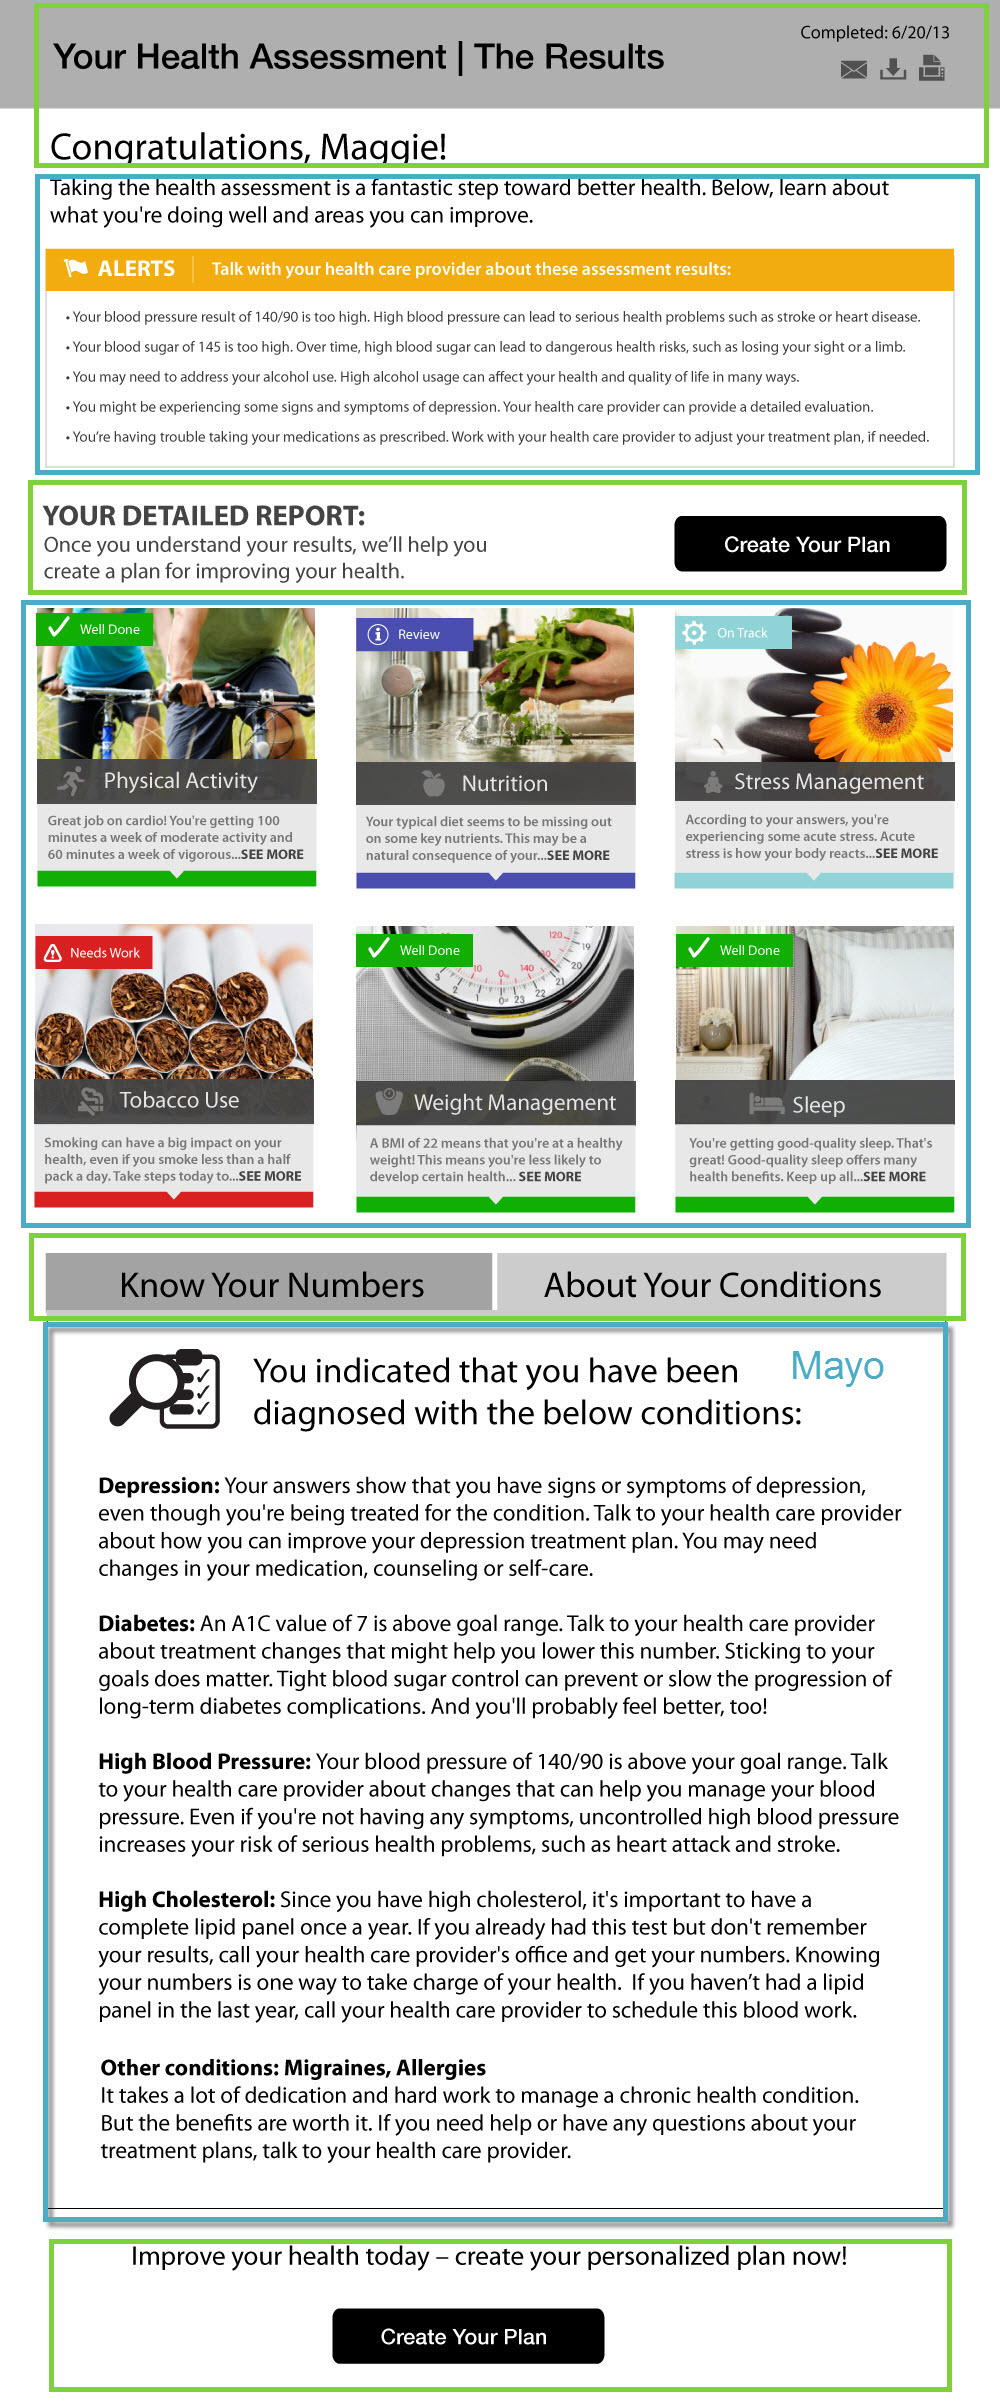 Your Health Assessment | The Results
Completed: 6/20/13
Congratulations, Maggie!
Taking the health assessment is a fantastic step toward better health. Below, learn about
what you're doing well and areas you can improve.
ALERTS
Talk with your health care provider about these assessment results:
• Your blood pressure result of 140/90 is too high. High blood pressure can lead to serious health problems such as stroke or heart disease.
• Your blood sugar of 145 is too high. Over time, high blood sugar can lead to dangerous health risks, such as losing your sight or a limb.
• You may need to address your alcohol use. High alcohol usage can affect your health and quality of life in many ways.
• You might be experiencing some signs and symptoms of depression. Your health care provider can provide a detailed evaluation.
• You're having trouble taking your medications as prescribed. Work with your health care provider to adjust your treatment plan, if needed.
YOUR DETAILED REPORT:
Once you understand your results, we'll help you
create a plan for improving your health.
Create Your Plan
Well Done
Physical Activity
Great job on cardio! You're getting 100
minutes a week of moderate activity and
60 minutes a week of vigorous...SEE MORE
Review
Nutrition
Your typical diet seems to be missing out
on some key nutrients. This may be a
natural consequence of your...SEE MORE
On Track
Stress Management
According to your answers, you're
experiencing some acute stress. Acute
stress is how your body reacts...SEE MORE
Needs Work
Tobacco Use
Smoking can have a big impact on your
health, even if you smoke less than a half
pack a day. Take steps today to...SEE MORE
Well Done
Weight Management
A BMI of 22 means that you're at a healthy
weight! This means you're less likely to
develop certain health... SEE MORE
Well Done
Sleep
You're getting good-quality sleep. That's
great! Good-quality sleep offers many
health benefits. Keep up all...SEE MORE
Know Your Numbers
About Your Conditions
You indicated that you have been
diagnosed with the below conditions:
Mayo
Depression: Your answers show that you have signs or symptoms of depression,
even though you're being treated for the condition. Talk to your health care provider
about how you can improve your depression treatment plan. You may need
changes in your medication, counseling or self-care.
Diabetes: An A1C value of 7 is above goal range. Talk to your health care provider
about treatment changes that might help you lower this number. Sticking to your
goals does matter. Tight blood sugar control can prevent or slow the progression of
long-term diabetes complications. And you'll probably feel better, too!
High Blood Pressure: Your blood pressure of 140/90 is above your goal range. Talk
to your health care provider about changes that can help you manage your blood
pressure. Even if you're not having any symptoms, uncontrolled high blood pressure
increases your risk of serious health problems, such as heart attack and stroke.
High Cholesterol: Since you have high cholesterol, it's important to have a
complete lipid panel once a year. If you already had this test but don't remember
your results, call your health care provider's office and get your numbers. Knowing
your numbers is one way to take charge of your health. If you haven't had a lipid
panel in the last year, call your health care provider to schedule this blood work.
Other conditions: Migraines, Allergies
It takes a lot of dedication and hard work to manage a chronic health condition.
But the benefits are worth it. If you need help or have any questions about your
treatment plans, talk to your health care provider.
Improve your health today – create your personalized plan now!
Create Your Plan